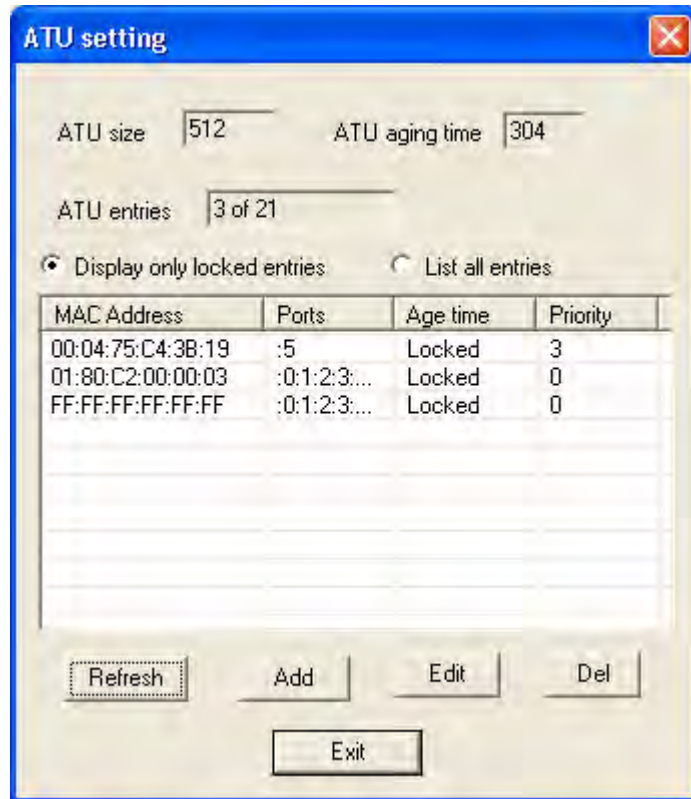 ATU setting
ATU size 512 ATU aging time 304
ATU entries 3 of 21
Display only locked entries List all entries
MAC Address Ports Age time Priority
00:04:75:C4:3B:19 :5 Locked 3
01:80:C2:00:00:03 :0:1:2:3:... Locked 0
FF:FF:FF:FF:FF:FF :0:1:2:3:... Locked 0
Refresh Add Edit Del
Exit